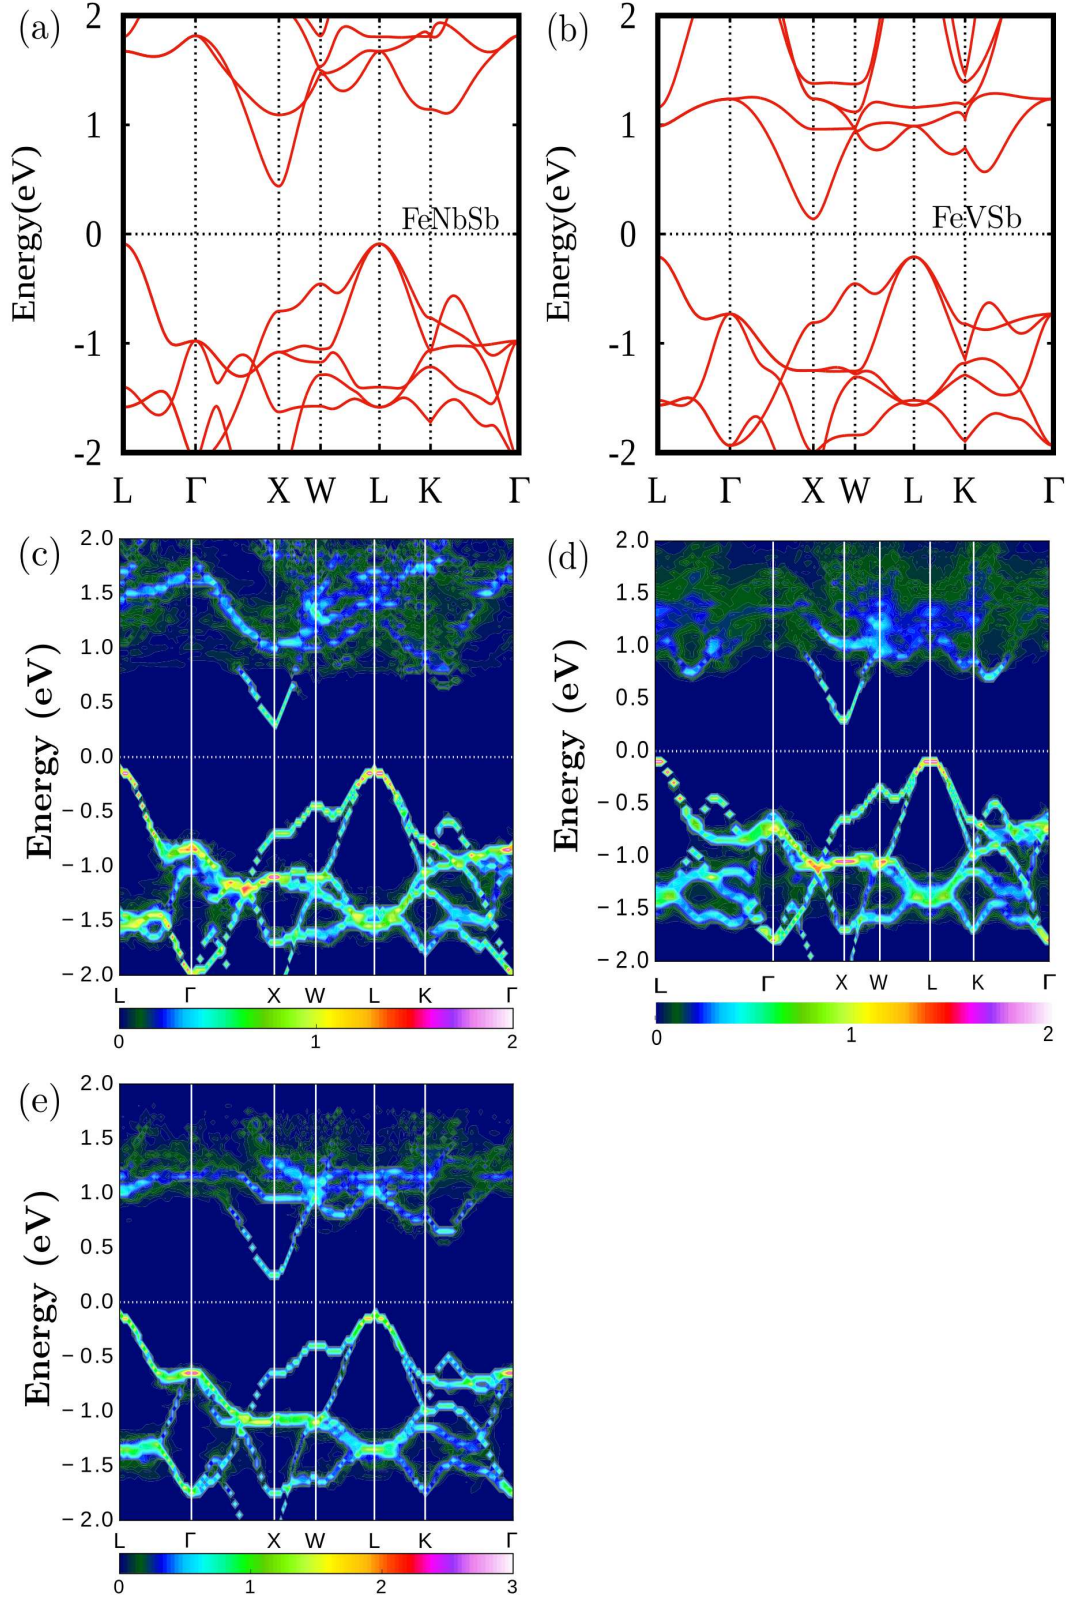 (a)
Energy(eV)
2
1
0
-1
-2
FeNbSb
L Γ X W L K Γ
(b)
Energy(eV)
2
1
0
-1
-2
FeVSb
L Γ X W L K Γ
(c)
Energy (eV)
2.0
1.5
1.0
0.5
0.0
−0.5
−1.0
−1.5
−2.0
L Γ X W L K Γ
0 1 2
(d)
Energy (eV)
2.0
1.5
1.0
0.5
0.0
−0.5
−1.0
−1.5
−2.0
L Γ X W L K Γ
0 1 2
(e)
Energy (eV)
2.0
1.5
1.0
0.5
0.0
−0.5
−1.0
−1.5
−2.0
L Γ X W L K Γ
0 1 2 3